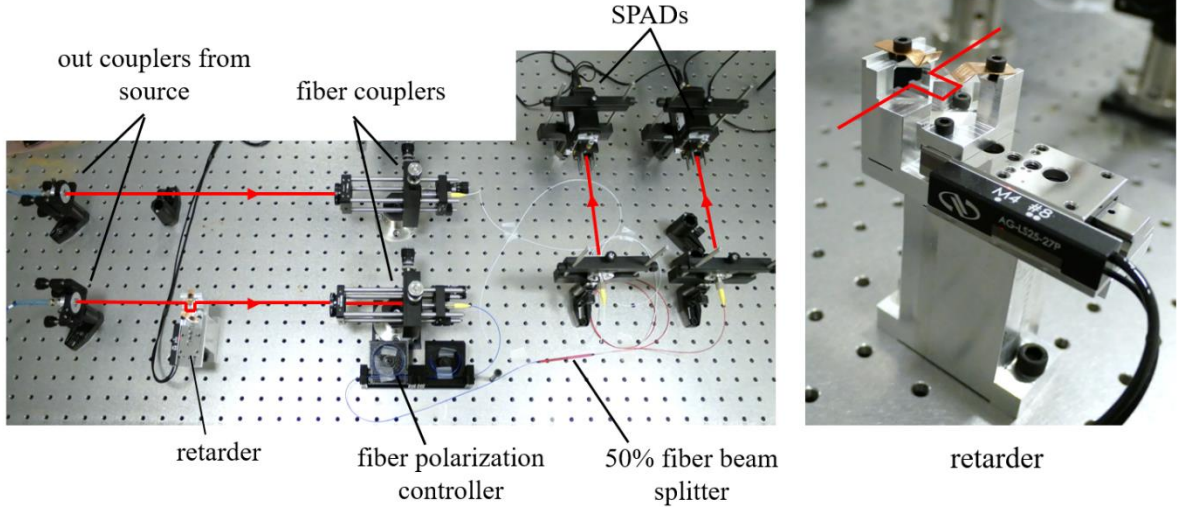 out couplers from
source
fiber couplers
SPADs
retarder
fiber polarization
controller
50% fiber beam
splitter
M4 #8
AG-LS25-27P
retarder